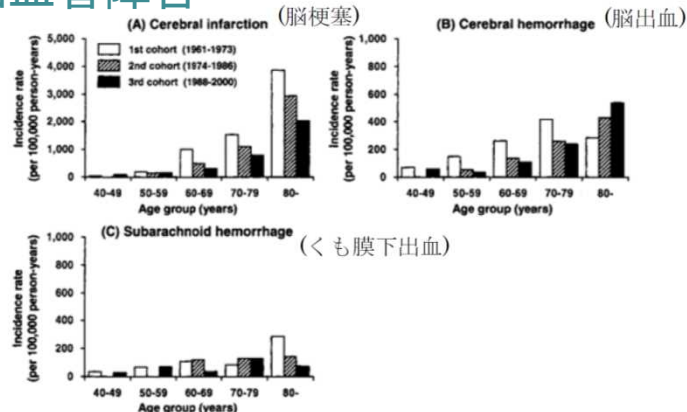 (A) Cerebral infarction (脳梗塞)
5,000
4,000
3,000
2,000
1,000
0
Incidence rate
(per 100,000 person-years)
1st cohort (1961-1973)
2nd cohort (1974-1986)
3rd cohort (1988-2000)
40-49 50-59 60-69 70-79 80-
Age group (years)
(B) Cerebral hemorrhage (脳出血)
1,000
800
600
400
200
0
Incidence rate
(per 100,000 person-years)
40-49 50-59 60-69 70-79 80-
Age group (years)
(C) Subarachnoid hemorrhage (くも膜下出血)
1,000
800
600
400
200
0
Incidence rate
(per 100,000 person-years)
40-49 50-59 60-69 70-79 80-
Age group (years)